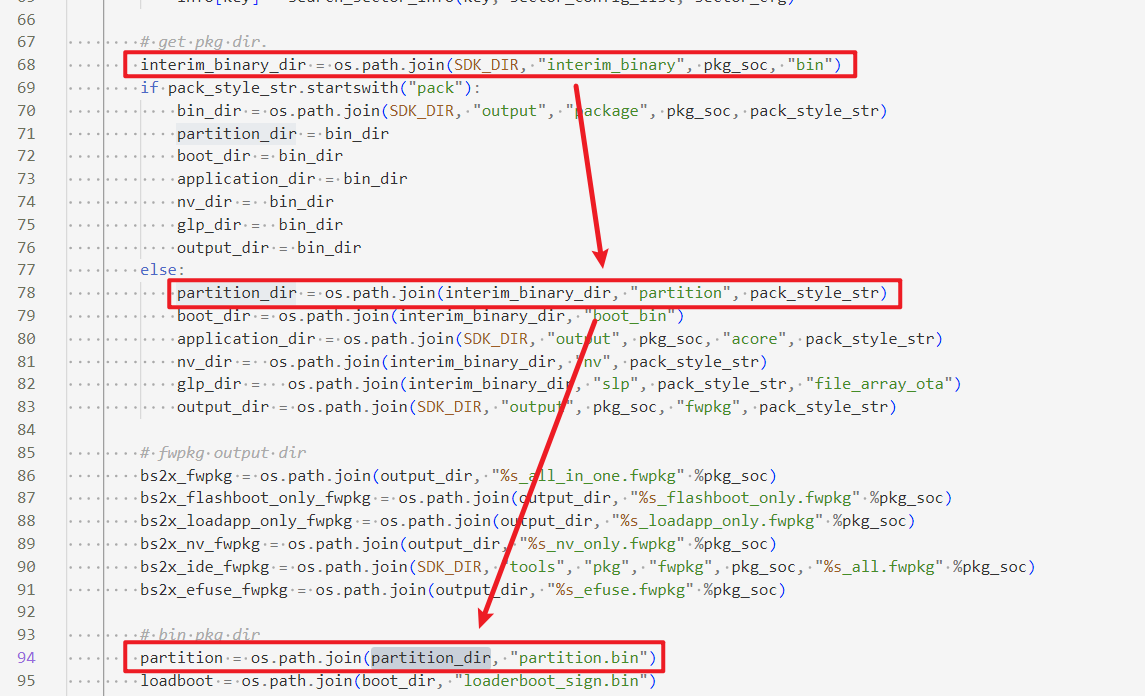 info[key] = search_sector_info(key, sector_config_list, sector_cfg)
66
67 # get pkg dir.
68 interim_binary_dir = os.path.join(SDK_DIR, "interim_binary", pkg_soc, "bin")
69 if pack_style_str.startswith("pack"):
70 bin_dir = os.path.join(SDK_DIR, "output", "package", pkg_soc, pack_style_str)
71 partition_dir = bin_dir
72 boot_dir = bin_dir
73 application_dir = bin_dir
74 nv_dir = bin_dir
75 glp_dir = bin_dir
76 output_dir = bin_dir
77 else:
78 partition_dir = os.path.join(interim_binary_dir, "partition", pack_style_str)
79 boot_dir = os.path.join(interim_binary_dir, "boot_bin")
80 application_dir = os.path.join(SDK_DIR, "output", pkg_soc, "acore", pack_style_str)
81 nv_dir = os.path.join(interim_binary_dir, "nv", pack_style_str)
82 glp_dir = os.path.join(interim_binary_dir, "slp", pack_style_str, "file_array_ota")
83 output_dir = os.path.join(SDK_DIR, "output", pkg_soc, "fwpkg", pack_style_str)
84
85 # fwpkg output dir
86 bs2x_fwpkg = os.path.join(output_dir, "%s_all_in_one.fwpkg" %pkg_soc)
87 bs2x_flashboot_only_fwpkg = os.path.join(output_dir, "%s_flashboot_only.fwpkg" %pkg_soc)
88 bs2x_loadapp_only_fwpkg = os.path.join(output_dir, "%s_loadapp_only.fwpkg" %pkg_soc)
89 bs2x_nv_fwpkg = os.path.join(output_dir, "%s_nv_only.fwpkg" %pkg_soc)
90 bs2x_ide_fwpkg = os.path.join(SDK_DIR, "tools", "pkg", "fwpkg", pkg_soc, "%s_all.fwpkg" %pkg_soc)
91 bs2x_efuse_fwpkg = os.path.join(output_dir, "%s_efuse.fwpkg" %pkg_soc)
92
93 # bin pkg dir
94 partition = os.path.join(partition_dir, "partition.bin")
95 loadboot = os.path.join(boot_dir, "loaderboot_sign.bin")